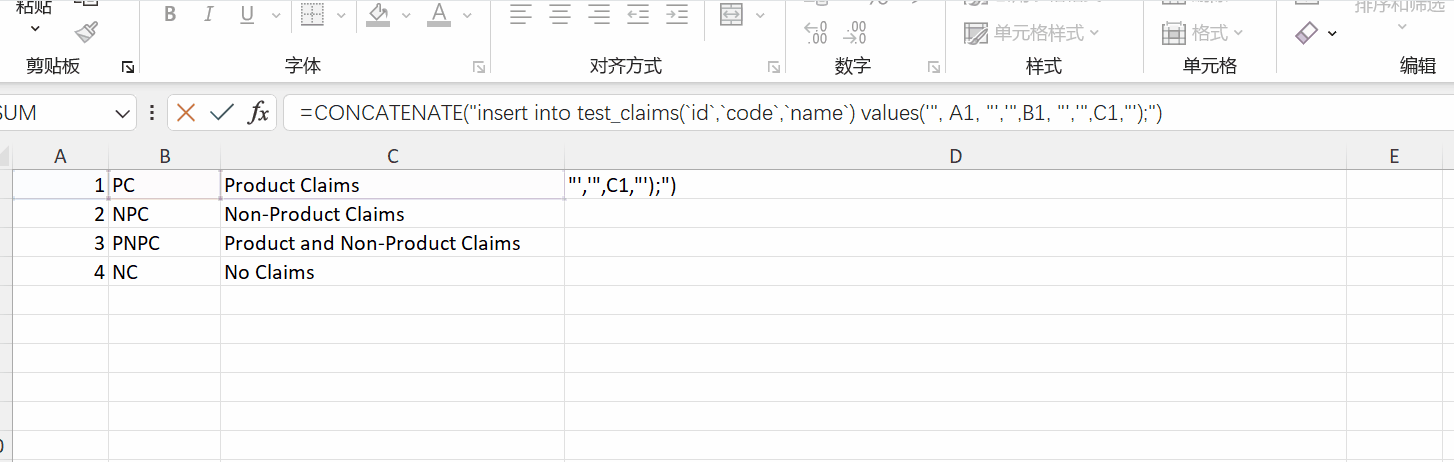 粘贴
B I U A
.00
.00
单元格样式
格式
排序和筛选
剪贴板 字体 对齐方式 数字 样式 单元格 编辑
SUM fx =CONCATENATE("insert into test_claims(`id`,`code`,`name`) values('", A1, "','",B1, "','",C1,"');")
A B C D E
1 PC Product Claims "','",C1,"');")
2 NPC Non-Product Claims
3 PNPC Product and Non-Product Claims
4 NC No Claims